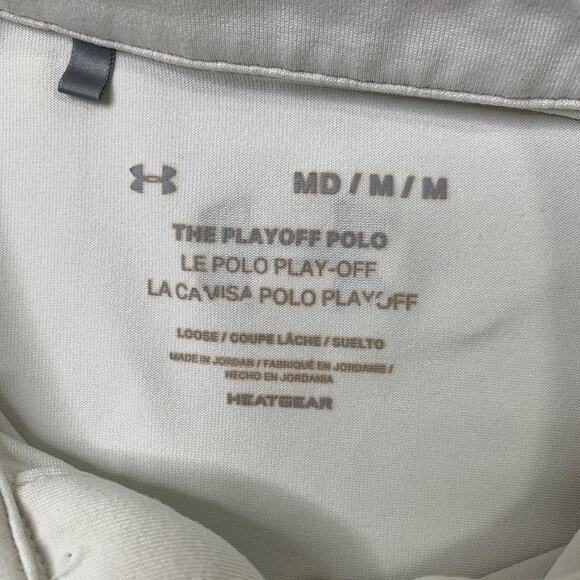 MD / M / M
THE PLAYOFF POLO
LE POLO PLAY-OFF
LA CAMISA POLO PLAYOFF
LOOSE / COUPE LÂCHE / SUELTO
MADE IN JORDAN / FABRIQUÉ EN JORDANIE /
HECHO EN JORDANIA
HEATGEAR